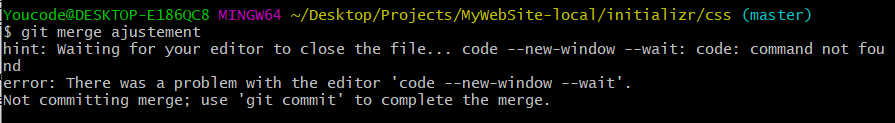 Youcode@DESKTOP-E186QC8 MINGW64 ~/Desktop/Projects/MyWebSite-local/initializr/css (master)
$ git merge ajustement
hint: Waiting for your editor to close the file... code --new-window --wait: code: command not fou
nd
error: There was a problem with the editor 'code --new-window --wait'.
Not committing merge; use 'git commit' to complete the merge.